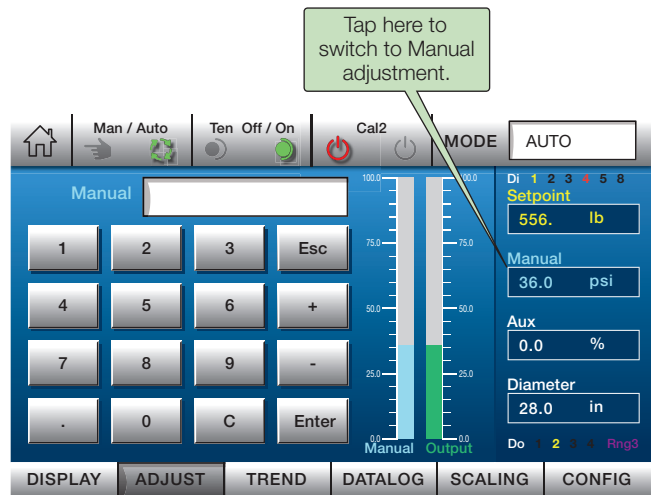 Tap here to
switch to Manual
adjustment.
Man / Auto
Ten Off / On
Cal2
MODE
AUTO
Manual
1 2 3 Esc
4 5 6 +
7 8 9 -
. 0 C Enter
100.0 100.0
75.0 75.0
50.0 50.0
25.0 25.0
0.0 0.0
Manual Output
Di 1 2 3 4 5 8
Setpoint
556. lb
Manual
36.0 psi
Aux
0.0 %
Diameter
28.0 in
Do 1 2 3 4 Rng3
DISPLAY ADJUST TREND DATALOG SCALING CONFIG